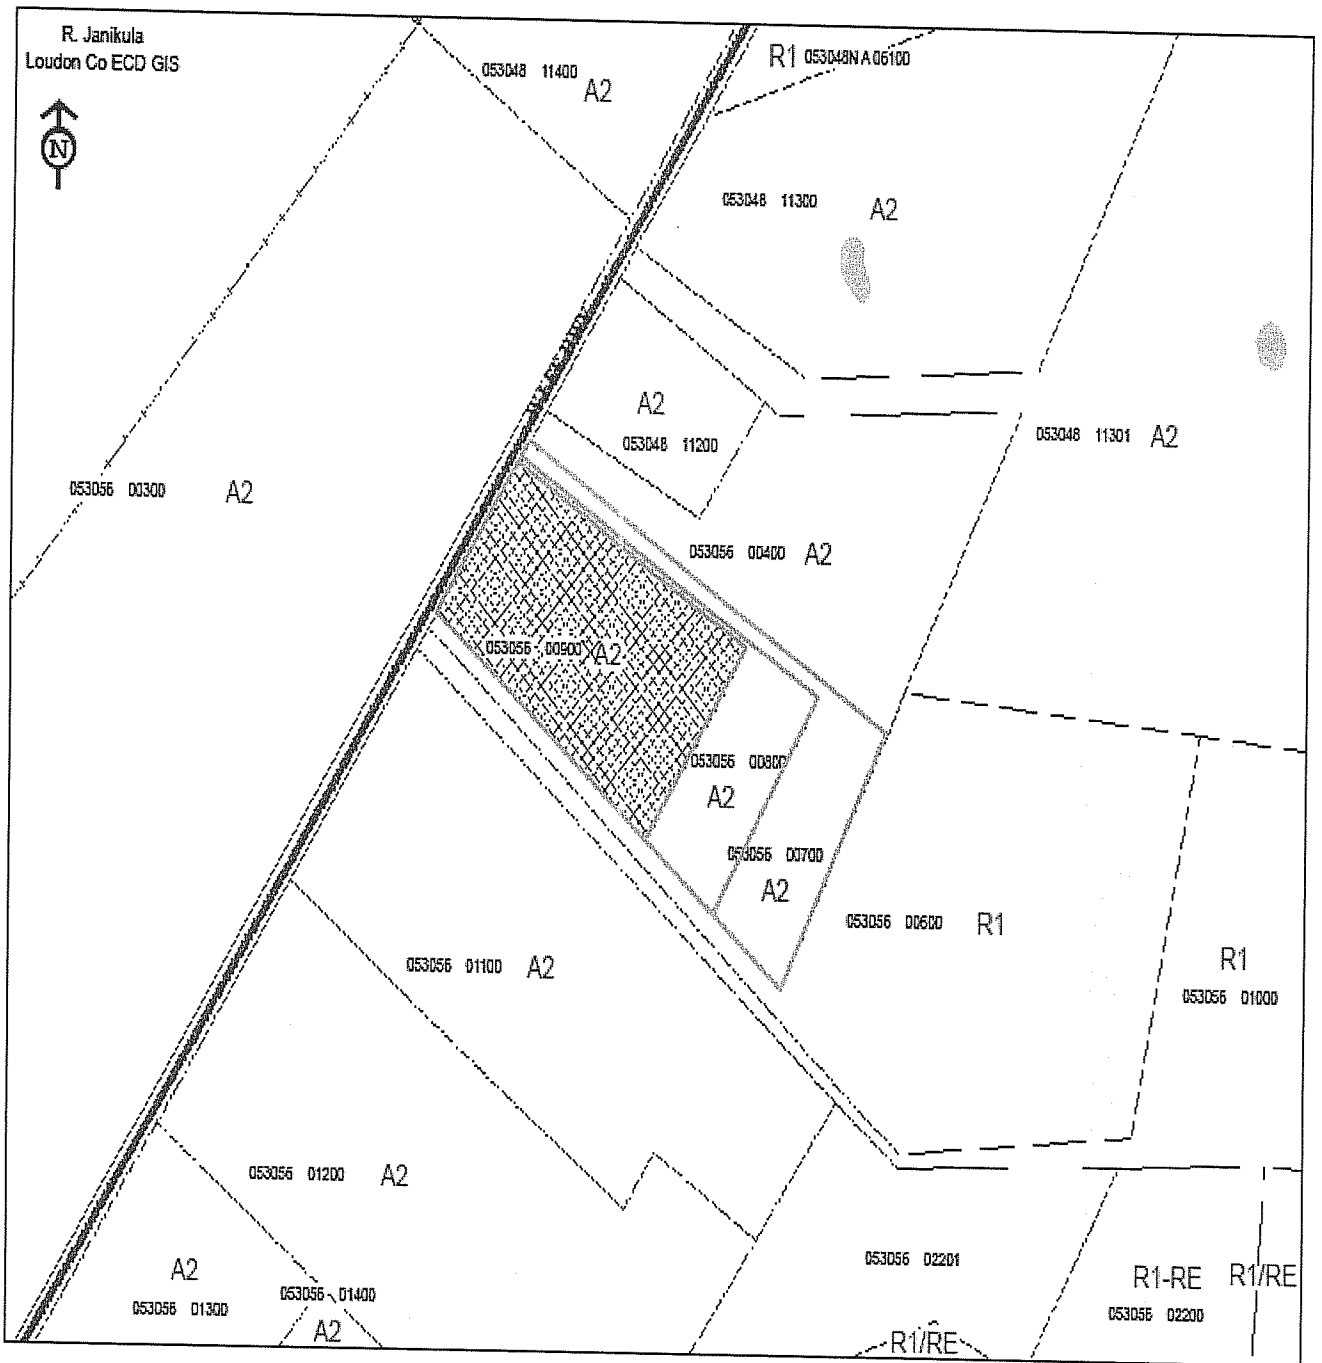 R. Janikula
Loudon Co ECD GIS
N
053048 11400
A2
R1 053048NA06100
053048 11300 A2
A2
053048 11200
053048 11301 A2
053056 00300 A2
053056 00400 A2
053056 00900 A2
053056 00800
A2
053056 00700
A2
053056 00600 R1
R1
053056 01000
053056 01100 A2
053056 01200 A2
A2
053056 01300
053056 01400
A2
053056 02201
R1/RE
R1-RE
053056 02200
R1/RE